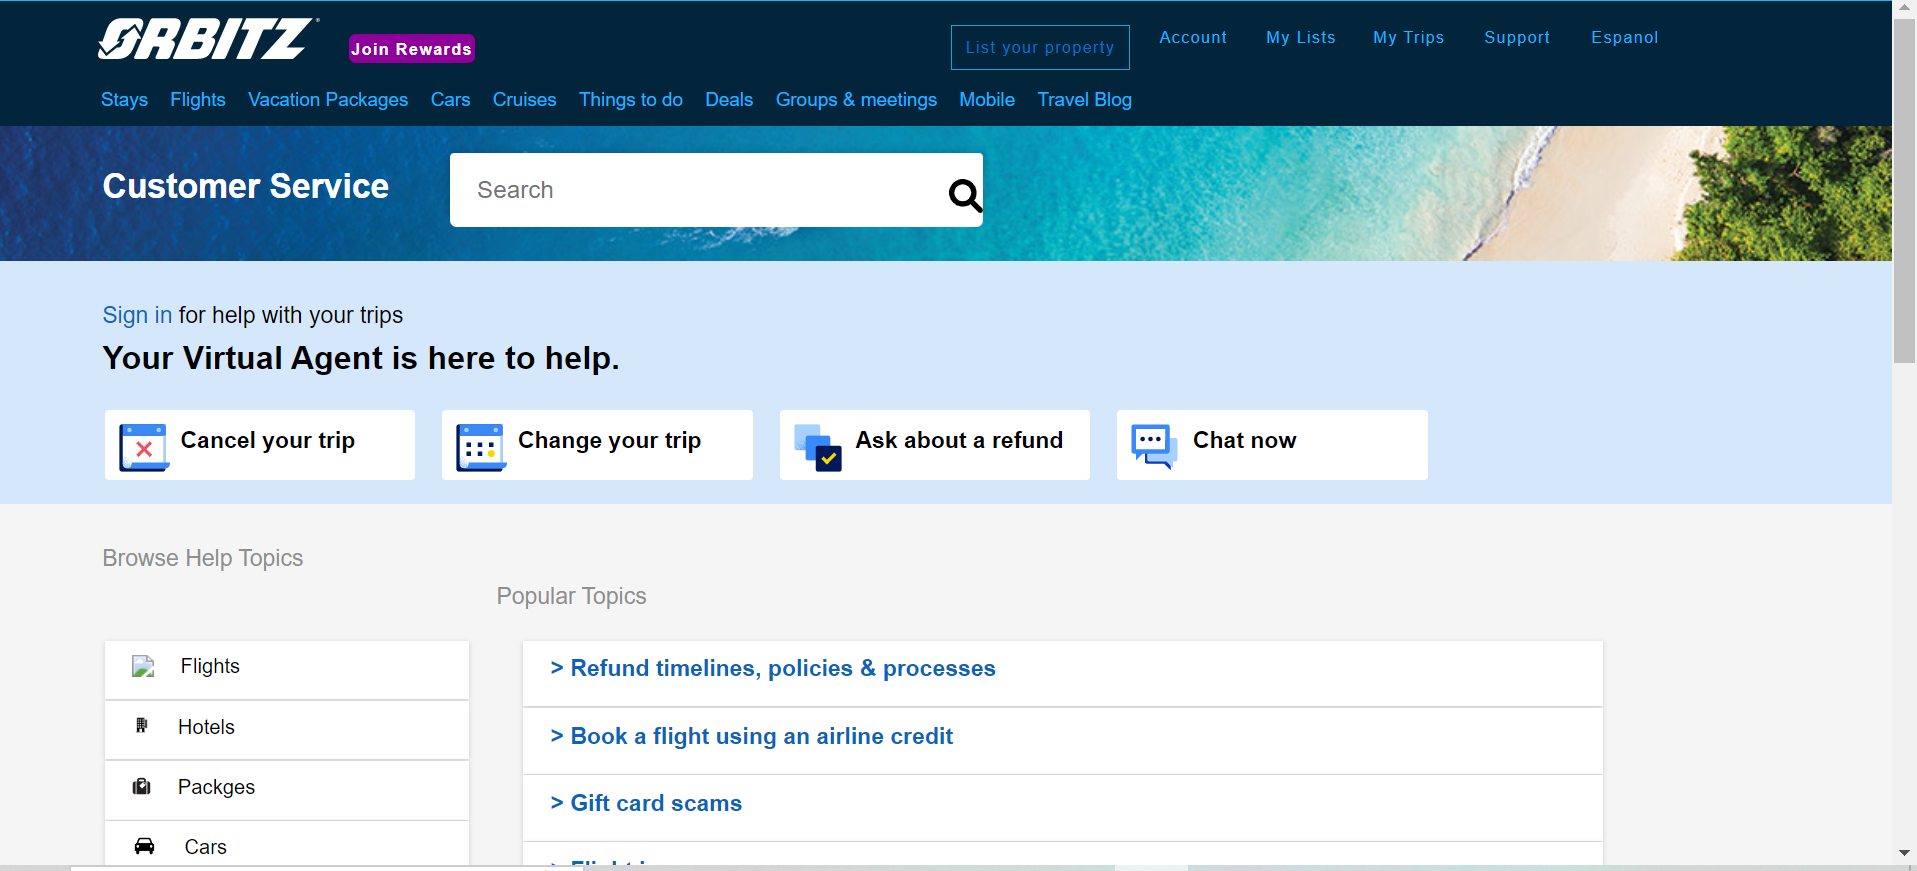 ORBITZ
Join Rewards
List your property
Account
My Lists
My Trips
Support
Espanol
Stays
Flights
Vacation Packages
Cars
Cruises
Things to do
Deals
Groups & meetings
Mobile
Travel Blog
Customer Service
Search
Sign in for help with your trips
Your Virtual Agent is here to help.
Cancel your trip
Change your trip
Ask about a refund
Chat now
Browse Help Topics
Popular Topics
Flights
Hotels
Packges
Cars
> Refund timelines, policies & processes
> Book a flight using an airline credit
> Gift card scams